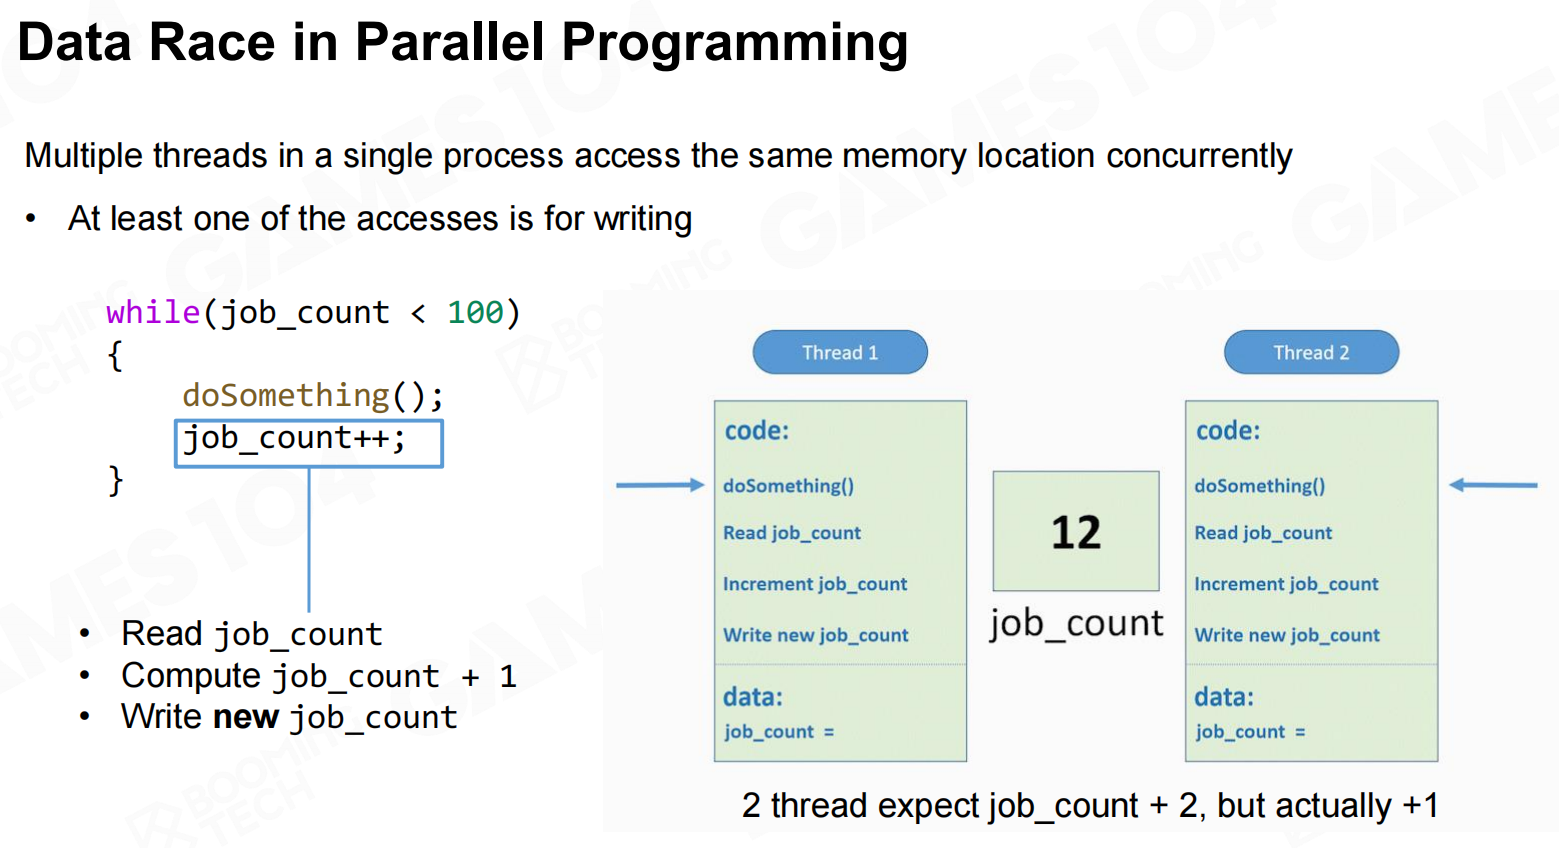 Data Race in Parallel Programming
Multiple threads in a single process access the same memory location concurrently
• At least one of the accesses is for writing
while(job_count < 100)
{
doSomething();
job_count++;
}
• Read job_count
• Compute job_count + 1
• Write new job_count
Thread 1
code:
doSomething()
Read job_count
Increment job_count
Write new job_count
data:
job_count =
12
job_count
Thread 2
code:
doSomething()
Read job_count
Increment job_count
Write new job_count
data:
job_count =
2 thread expect job_count + 2, but actually +1
GAMES104
BOOMING
TECH